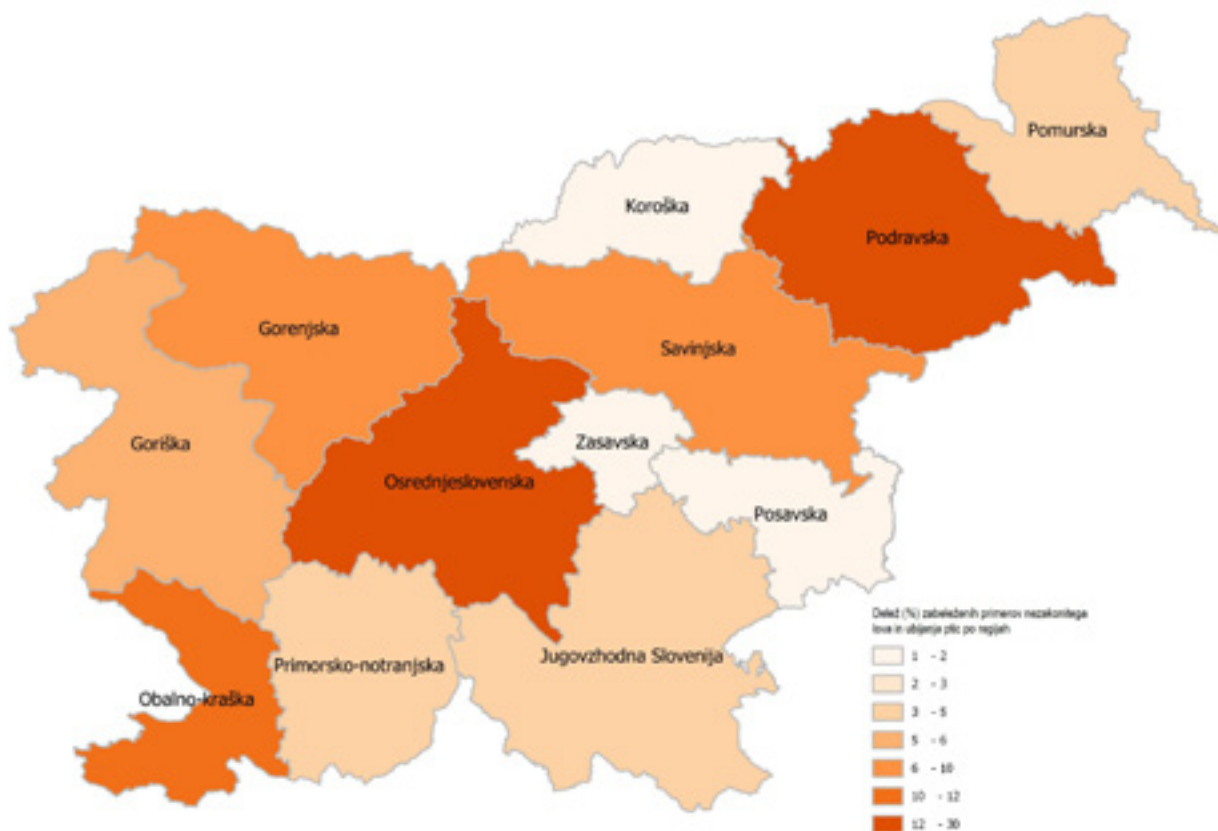 Pomurska
Koroška
Podravska
Gorenjska
Savinjska
Goriška
Zasavska
Osrednjeslovenska
Posavska
Jugovzhodna Slovenija
Primorsko-notranjska
Obalno-kraška
Delež (%) zabeleženih primerov nezakonitega
lova in ubijanja ptic po regijah
1 - 2
2 - 3
3 - 5
5 - 6
6 - 10
10 - 12
12 - 30